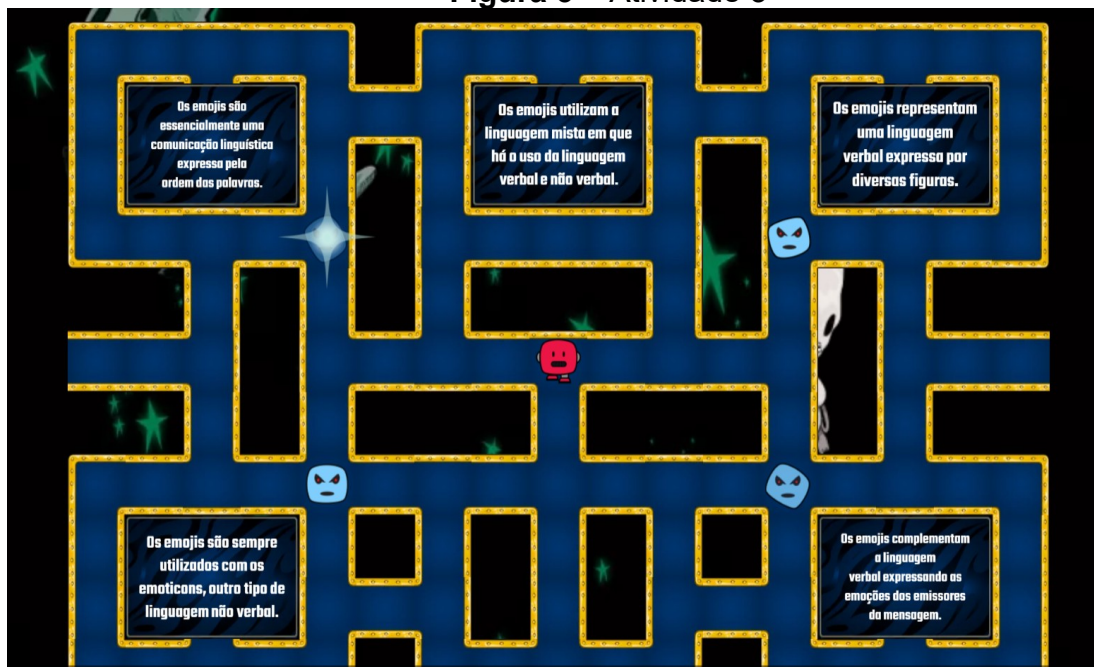 Os emojis são
essencialmente uma
comunicação linguística
expressa pela
ordem das palavras.
Os emojis utilizam a
linguagem mista em que
há o uso da linguagem
verbal e não verbal.
Os emojis representam
uma linguagem
verbal expressa por
diversas figuras.
Os emojis são sempre
utilizados com os
emoticons, outro tipo de
linguagem não verbal.
Os emojis complementam
a linguagem
verbal expressando as
emoções dos emissores
da mensagem.